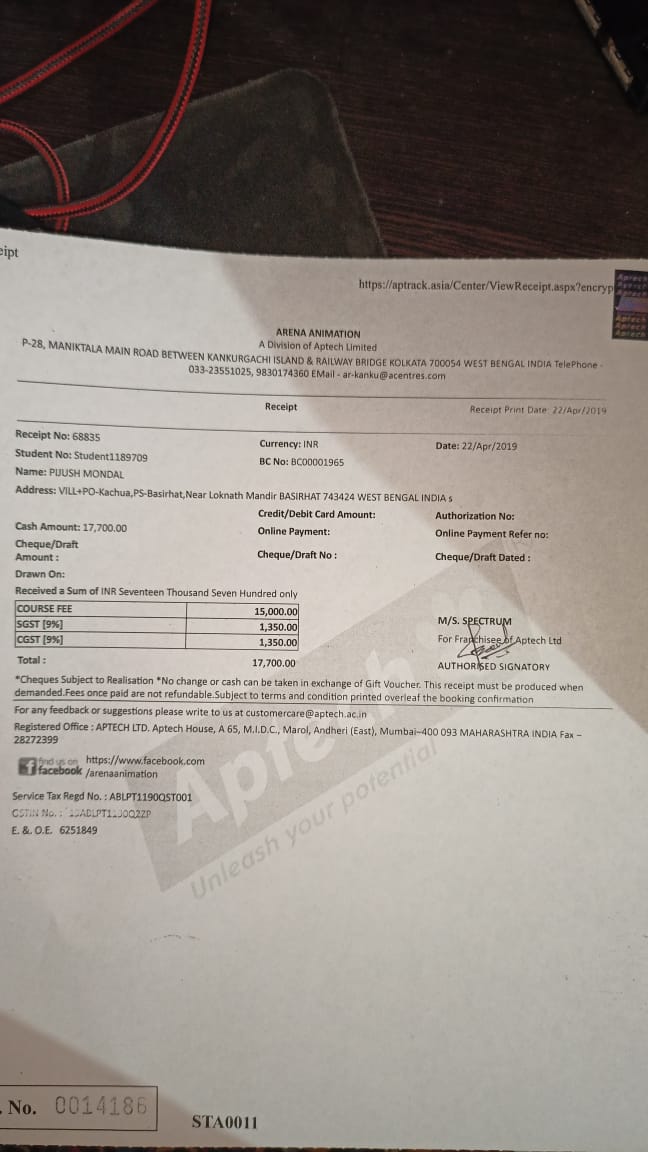 eipt
https://aptrack.asia/Center/ViewReceipt.aspx?encryp
Aptech
Aptech
Aptech
Aptech
ARENA ANIMATION
A Division of Aptech Limited
P-28, MANIKTALA MAIN ROAD BETWEEN KANKURGACHI ISLAND & RAILWAY BRIDGE KOLKATA 700054 WEST BENGAL INDIA TelePhone -
033-23551025, 9830174360 EMail - ar-kanku@acentres.com
Receipt
Receipt Print Date: 22/Apr/2019
Receipt No: 68835
Currency: INR
Date: 22/Apr/2019
Student No: Student1189709
BC No: BC00001965
Name: PIJUSH MONDAL
Address: VILL+PO-Kachua,PS-Basirhat,Near Loknath Mandir BASIRHAT 743424 WEST BENGAL INDIA s
Credit/Debit Card Amount:
Authorization No:
Cash Amount: 17,700.00
Online Payment:
Online Payment Refer no:
Cheque/Draft
Amount :
Cheque/Draft No :
Cheque/Draft Dated :
Drawn On:
Received a Sum of INR Seventeen Thousand Seven Hundred only
COURSE FEE 15,000.00
SGST [9%] 1,350.00
CGST [9%] 1,350.00
Total : 17,700.00
M/S. SPECTRUM
For Franchisee of Aptech Ltd
AUTHORISED SIGNATORY
*Cheques Subject to Realisation *No change or cash can be taken in exchange of Gift Voucher. This receipt must be produced when
demanded.Fees once paid are not refundable.Subject to terms and condition printed overleaf the booking confirmation
For any feedback or suggestions please write to us at customercare@aptech.ac.in
Registered Office : APTECH LTD. Aptech House, A 65, M.I.D.C., Marol, Andheri (East), Mumbai-400 093 MAHARASHTRA INDIA Fax –
28272399
find us on
facebook
https://www.facebook.com
/arenaanimation
Service Tax Regd No. : ABLPT1190QST001
GSTIN No. :
E. &. O.E. 6251849
Aptech
Unleash your potential
. No. 0014186
STA0011